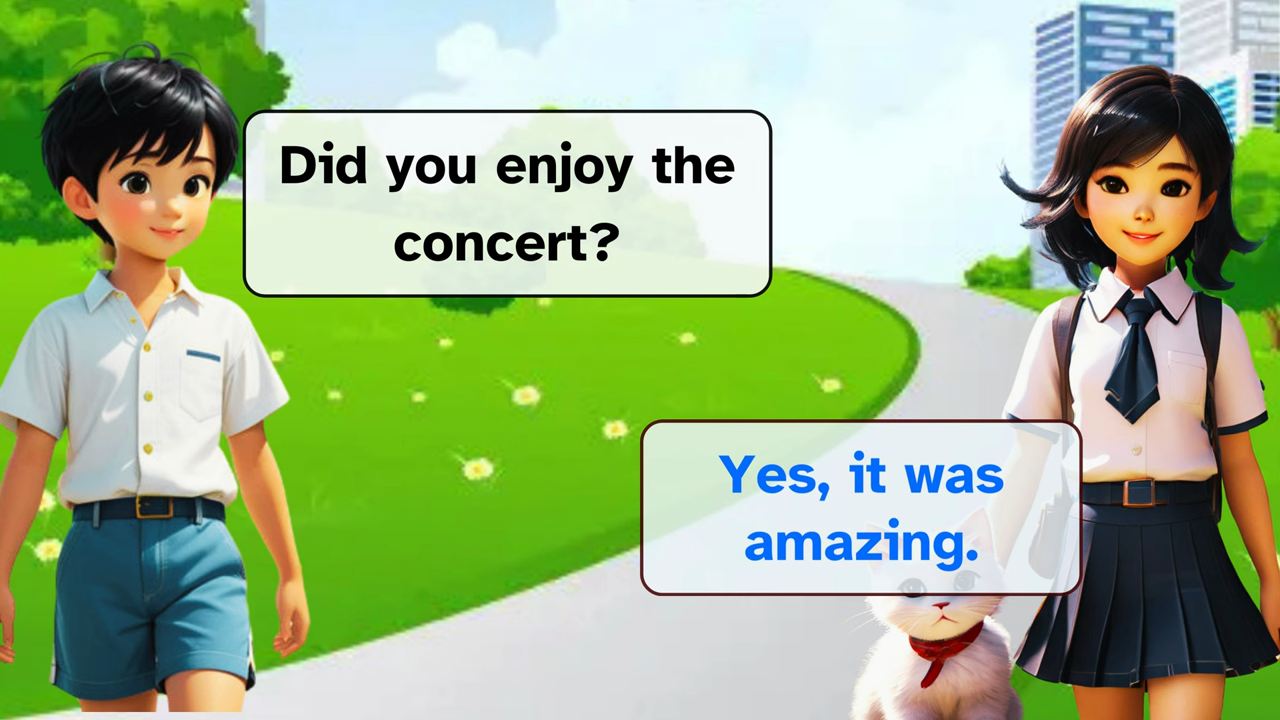 Did you enjoy the
concert?
Yes, it was
amazing.